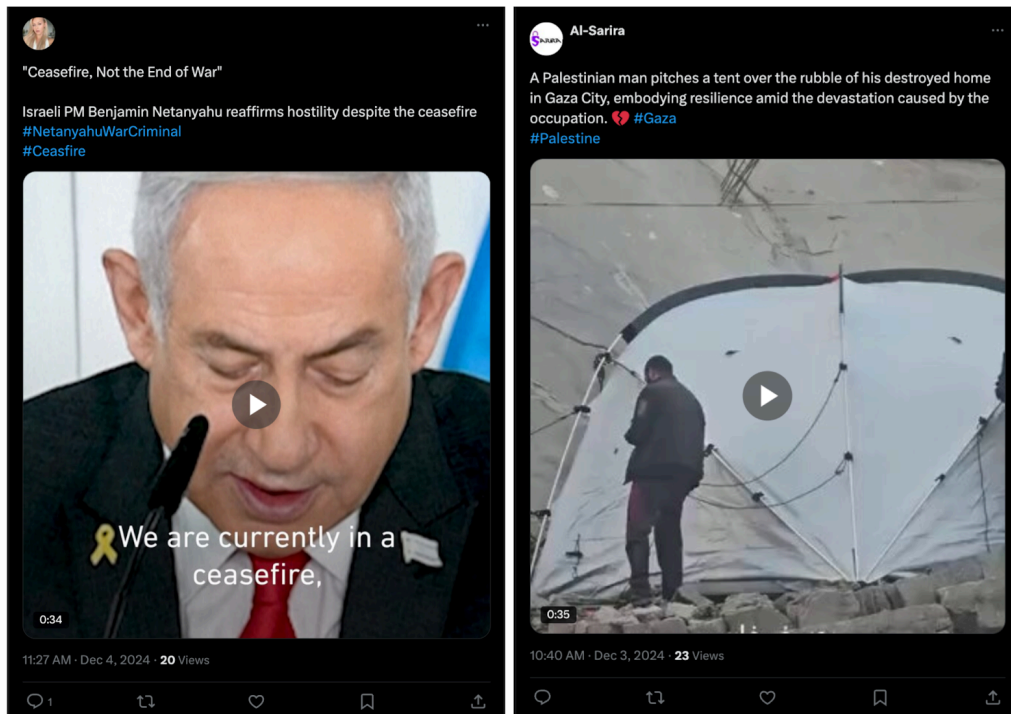 "Ceasefire, Not the End of War"
Israeli PM Benjamin Netanyahu reaffirms hostility despite the ceasefire
#NetanyahuWarCriminal
#Ceasfire
We are currently in a
ceasefire,
0:34
11:27 AM · Dec 4, 2024 · 20 Views
1
Al-Sarira
SARIRA
A Palestinian man pitches a tent over the rubble of his destroyed home
in Gaza City, embodying resilience amid the devastation caused by the
occupation. 💔 #Gaza
#Palestine
0:35
10:40 AM · Dec 3, 2024 · 23 Views